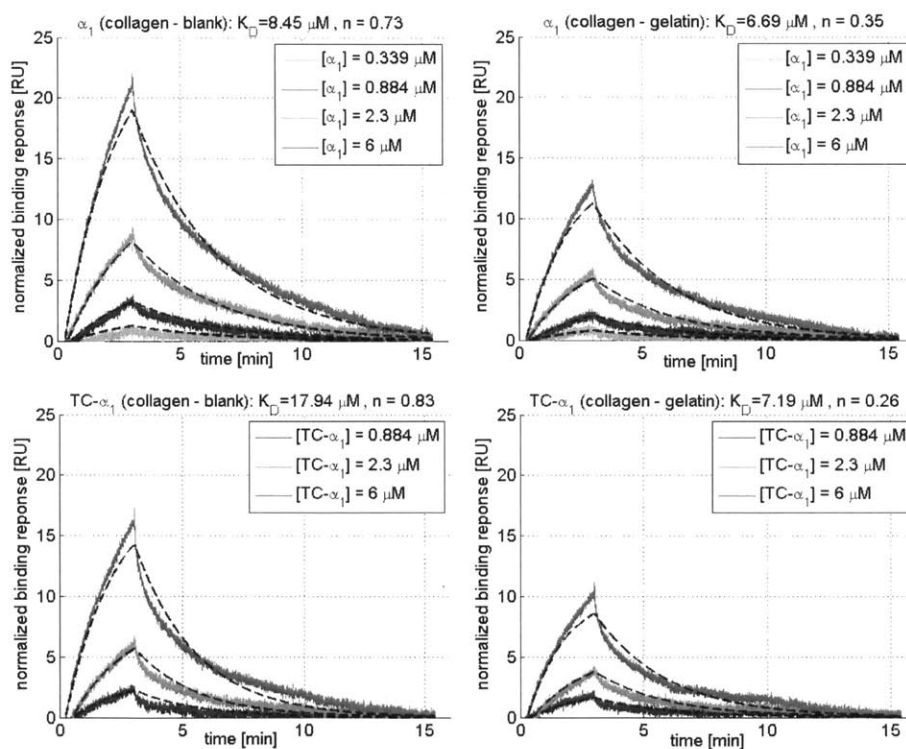 α1 (collagen - blank): KD=8.45 μM , n = 0.73
25
20
15
10
5
0
normalized binding reponse [RU]
[α1] = 0.339 μM
[α1] = 0.884 μM
[α1] = 2.3 μM
[α1] = 6 μM
0
5
10
15
time [min]
α1 (collagen - gelatin): KD=6.69 μM , n = 0.35
25
20
15
10
5
0
normalized binding reponse [RU]
[α1] = 0.339 μM
[α1] = 0.884 μM
[α1] = 2.3 μM
[α1] = 6 μM
0
5
10
15
time [min]
TC-α1 (collagen - blank): KD=17.94 μM , n = 0.83
25
20
15
10
5
0
normalized binding reponse [RU]
[TC-α1] = 0.884 μM
[TC-α1] = 2.3 μM
[TC-α1] = 6 μM
0
5
10
15
time [min]
TC-α1 (collagen - gelatin): KD=7.19 μM , n = 0.26
25
20
15
10
5
0
normalized binding reponse [RU]
[TC-α1] = 0.884 μM
[TC-α1] = 2.3 μM
[TC-α1] = 6 μM
0
5
10
15
time [min]